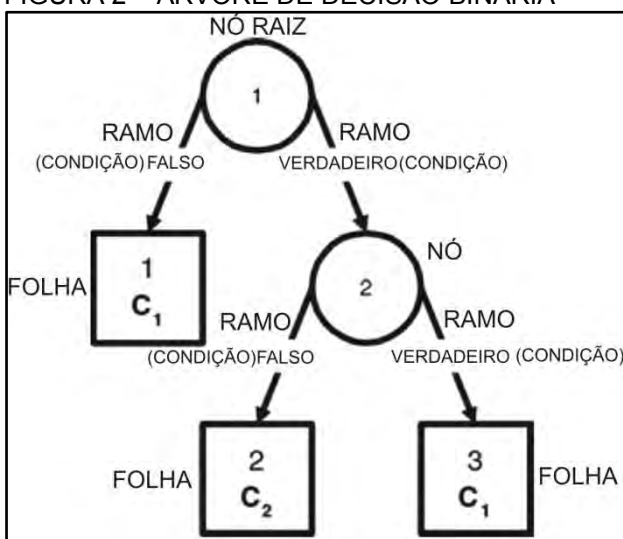 FIGURA 2 – ÁRVORE DE DECISÃO BINÁRIA
NÓ RAIZ
1
RAMO
RAMO
(CONDIÇÃO) FALSO
VERDADEIRO (CONDIÇÃO)
NÓ
FOLHA
1
C₁
2
RAMO
RAMO
(CONDIÇÃO) FALSO
VERDADEIRO (CONDIÇÃO)
FOLHA
2
C₂
3
C₁
FOLHA